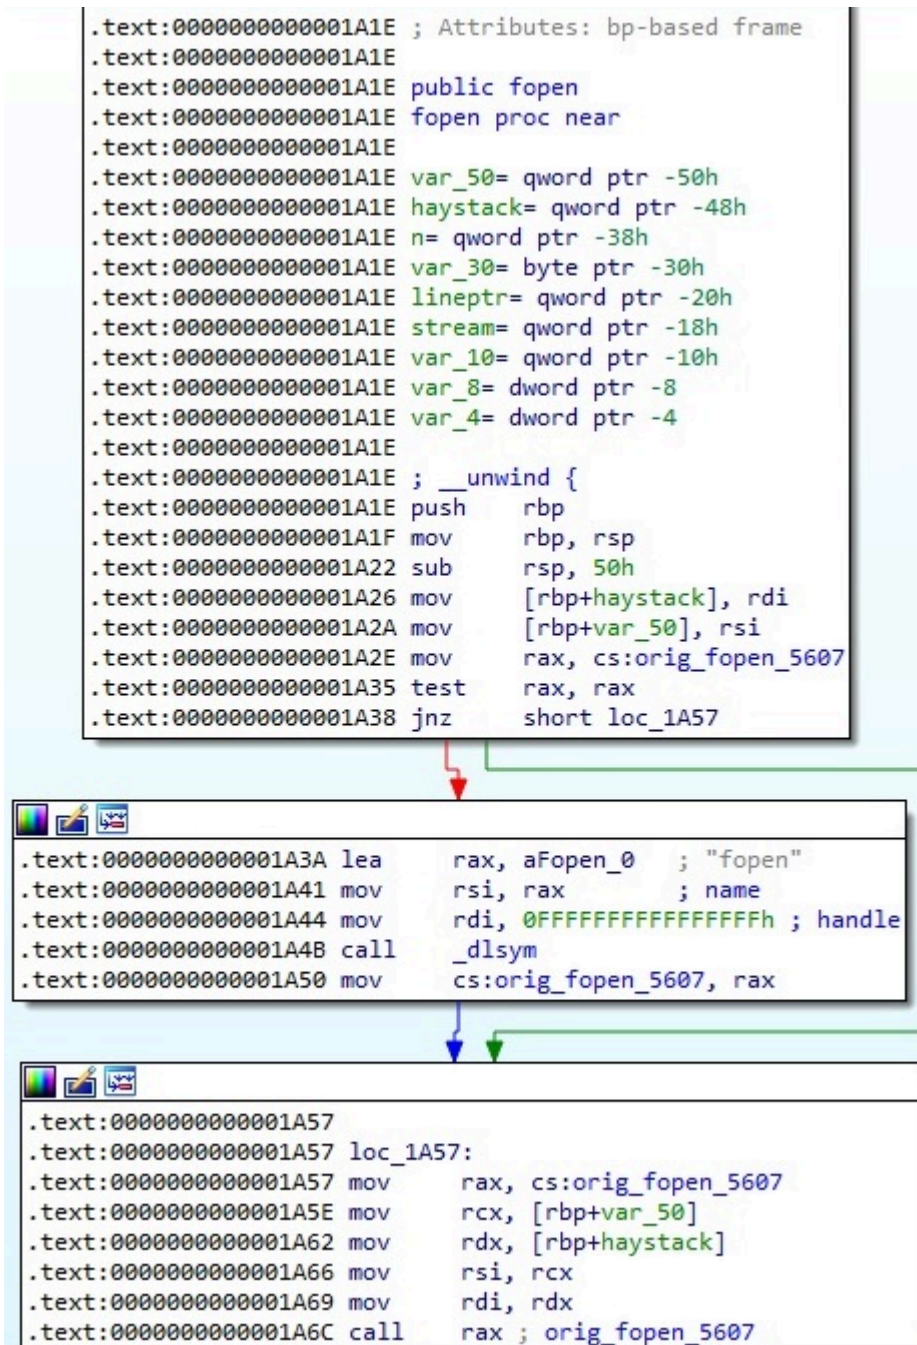 .text:0000000000001A1E ; Attributes: bp-based frame
.text:0000000000001A1E
.text:0000000000001A1E public fopen
.text:0000000000001A1E fopen proc near
.text:0000000000001A1E
.text:0000000000001A1E var_50= qword ptr -50h
.text:0000000000001A1E haystack= qword ptr -48h
.text:0000000000001A1E n= qword ptr -38h
.text:0000000000001A1E var_30= byte ptr -30h
.text:0000000000001A1E lineptr= qword ptr -20h
.text:0000000000001A1E stream= qword ptr -18h
.text:0000000000001A1E var_10= qword ptr -10h
.text:0000000000001A1E var_8= dword ptr -8
.text:0000000000001A1E var_4= dword ptr -4
.text:0000000000001A1E
.text:0000000000001A1E ; __unwind {
.text:0000000000001A1E push rbp
.text:0000000000001A1F mov rbp, rsp
.text:0000000000001A22 sub rsp, 50h
.text:0000000000001A26 mov [rbp+haystack], rdi
.text:0000000000001A2A mov [rbp+var_50], rsi
.text:0000000000001A2E mov rax, cs:orig_fopen_5607
.text:0000000000001A35 test rax, rax
.text:0000000000001A38 jnz short loc_1A57
.text:0000000000001A3A lea rax, aFopen_0 ; "fopen"
.text:0000000000001A41 mov rsi, rax ; name
.text:0000000000001A44 mov rdi, 0FFFFFFFFFFFFFFFFh ; handle
.text:0000000000001A4B call _dlsym
.text:0000000000001A50 mov cs:orig_fopen_5607, rax
.text:0000000000001A57
.text:0000000000001A57 loc_1A57:
.text:0000000000001A57 mov rax, cs:orig_fopen_5607
.text:0000000000001A5E mov rcx, [rbp+var_50]
.text:0000000000001A62 mov rdx, [rbp+haystack]
.text:0000000000001A66 mov rsi, rcx
.text:0000000000001A69 mov rdi, rdx
.text:0000000000001A6C call rax ; orig_fopen_5607